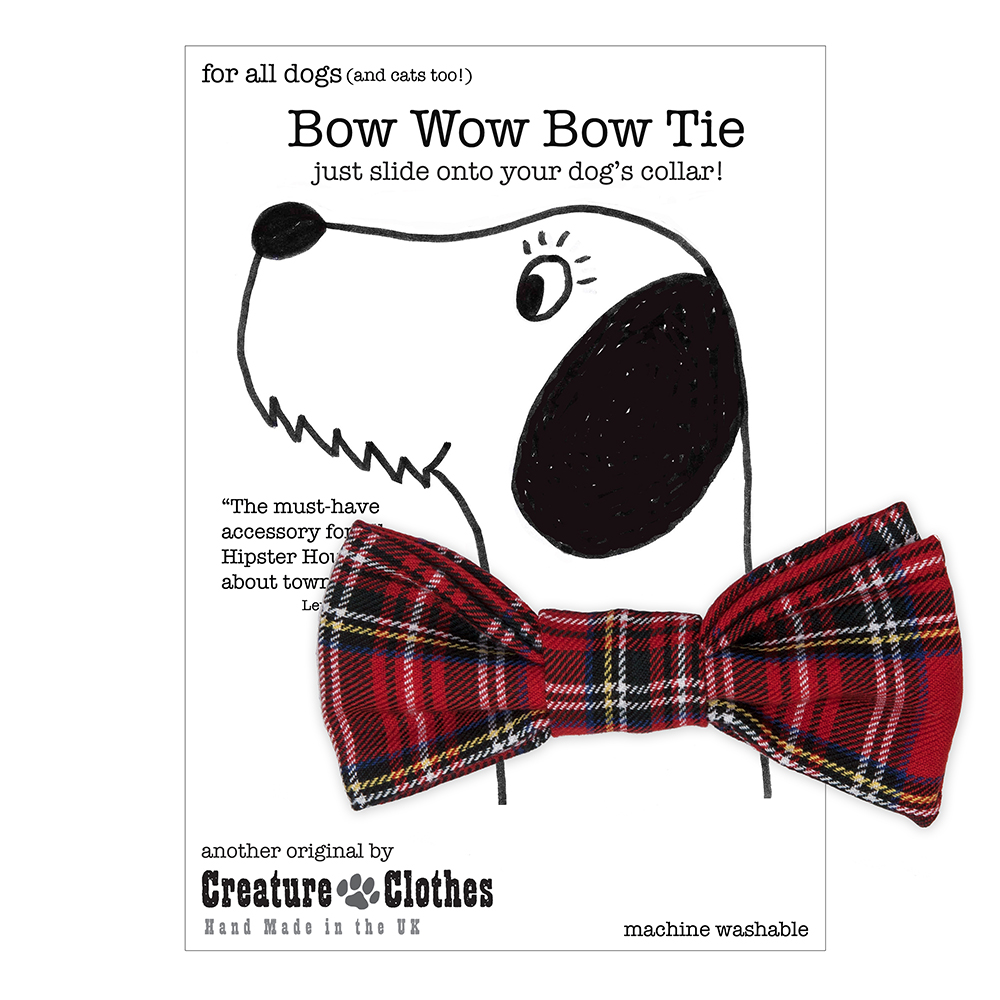 for all dogs (and cats too!)
Bow Wow Bow Tie
just slide onto your dog's collar!
“The must-have
accessory for
Hipster
about town
another original by
Creature Clothes
Hand Made in the UK
machine washable